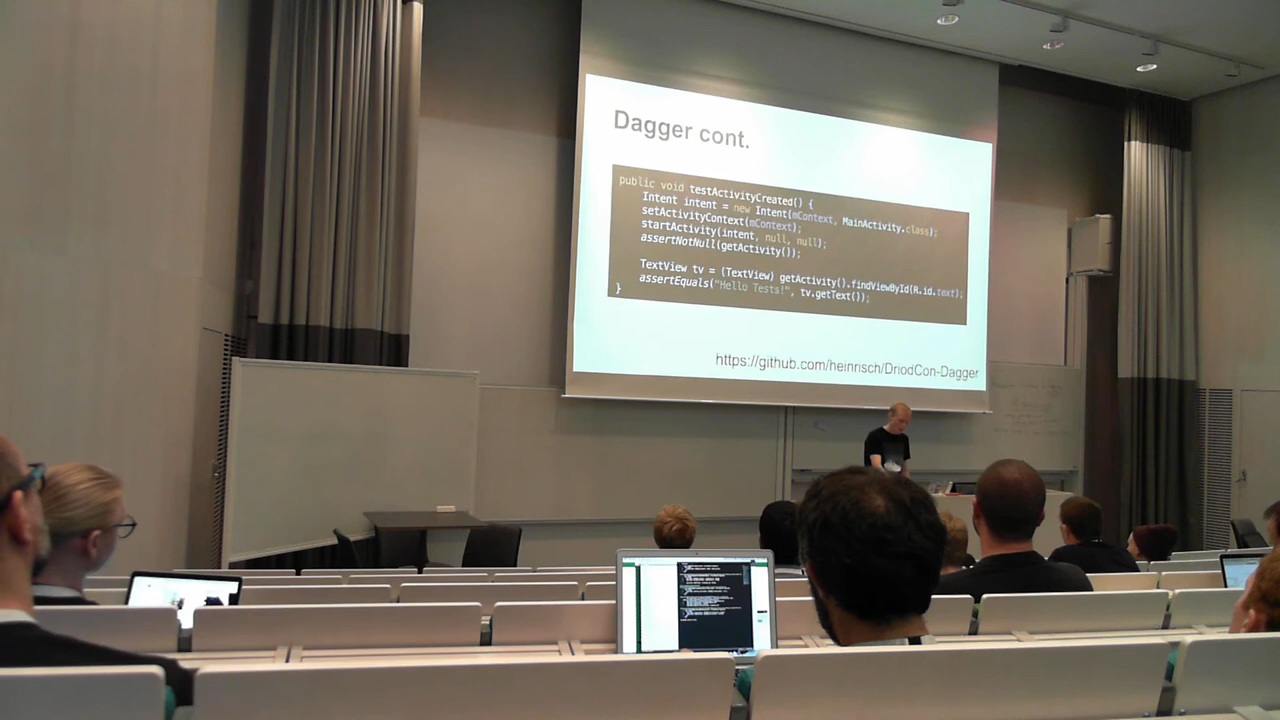 Dagger cont.
public void testActivityCreated() {
Intent intent = new Intent(mContext, MainActivity.class);
setActivityContext(mContext);
startActivity(intent, null, null);
assertNotNull(getActivity());
TextView tv = (TextView) getActivity().findViewById(R.id.text);
assertEquals("Hello Tests!", tv.getText());
}
https://github.com/heinrisch/DriodCon-Dagger